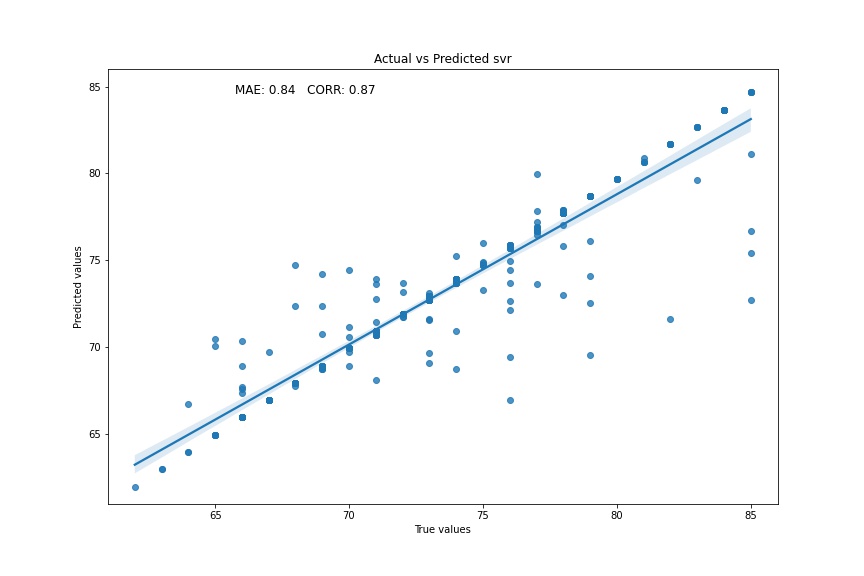 Actual vs Predicted svr
MAE: 0.84 CORR: 0.87
85
80
75
70
65
Predicted values
65 70 75 80 85
True values